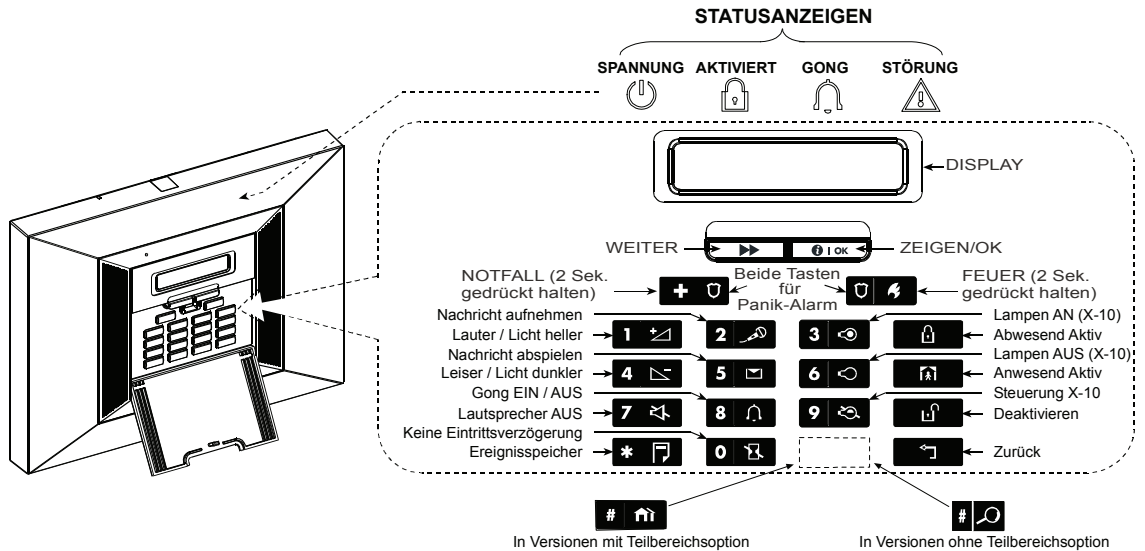 STATUSANZEIGEN
SPANNUNG AKTIVIERT GONG STÖRUNG
DISPLAY
WEITER
i | OK
ZEIGEN/OK
NOTFALL (2 Sek.
gedrückt halten)
Beide Tasten
für
Panik-Alarm
FEUER (2 Sek.
gedrückt halten)
Nachricht aufnehmen
Lampen AN (X-10)
Lauter / Licht heller
1 2 3
Abwesend Aktiv
Nachricht abspielen
Lampen AUS (X-10)
Leiser / Licht dunkler
4 5 6
Anwesend Aktiv
Gong EIN / AUS
Steuerung X-10
Lautsprecher AUS
7 8 9
Deaktivieren
Keine Eintrittsverzögerung
Ereignisspeicher
* 0
Zurück
#
#
In Versionen mit Teilbereichsoption
In Versionen ohne Teilbereichsoption